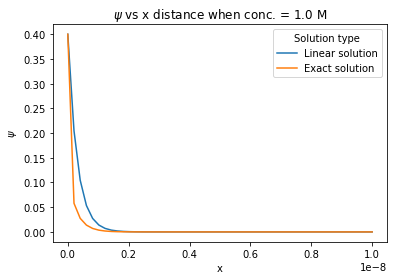 ψ vs x distance when conc. = 1.0 M
Solution type
Linear solution
Exact solution
0.40
0.35
0.30
0.25
0.20
0.15
0.10
0.05
0.00
ψ
0.0
0.2
0.4
0.6
0.8
1.0
1e−8
x